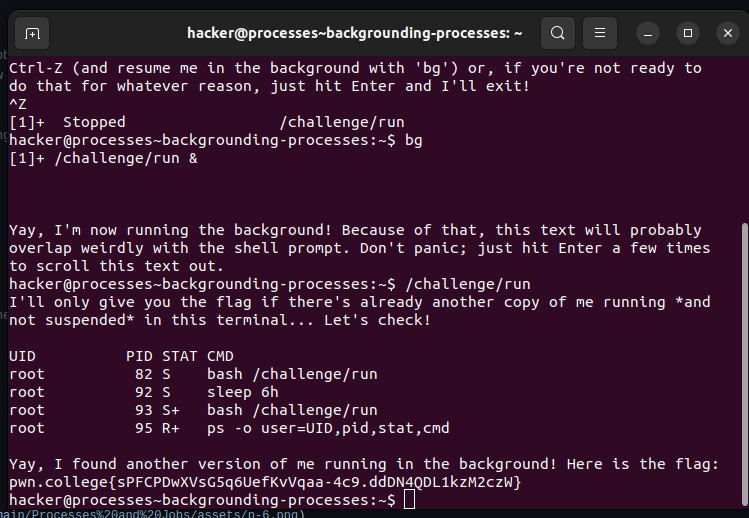 hacker@processes~backgrounding-processes: ~
Ctrl-Z (and resume me in the background with 'bg') or, if you're not ready to
do that for whatever reason, just hit Enter and I'll exit!
^Z
[1]+  Stopped                 /challenge/run
hacker@processes~backgrounding-processes:~$ bg
[1]+ /challenge/run &
Yay, I'm now running the background! Because of that, this text will probably
overlap weirdly with the shell prompt. Don't panic; just hit Enter a few times
to scroll this text out.
hacker@processes~backgrounding-processes:~$ /challenge/run
I'll only give you the flag if there's already another copy of me running *and
not suspended* in this terminal... Let's check!
UID          PID STAT CMD
root          82 S    bash /challenge/run
root          92 S    sleep 6h
root          93 S+   bash /challenge/run
root          95 R+   ps -o user=UID,pid,stat,cmd
Yay, I found another version of me running in the background! Here is the flag:
pwn.college{sPFCPDwXVsG5q6UefKvVqaa-4c9.ddDN4QDL1kzM2czW}
hacker@processes~backgrounding-processes:~$
main/Processes%20and%20Jobs/assets/p-6.png)